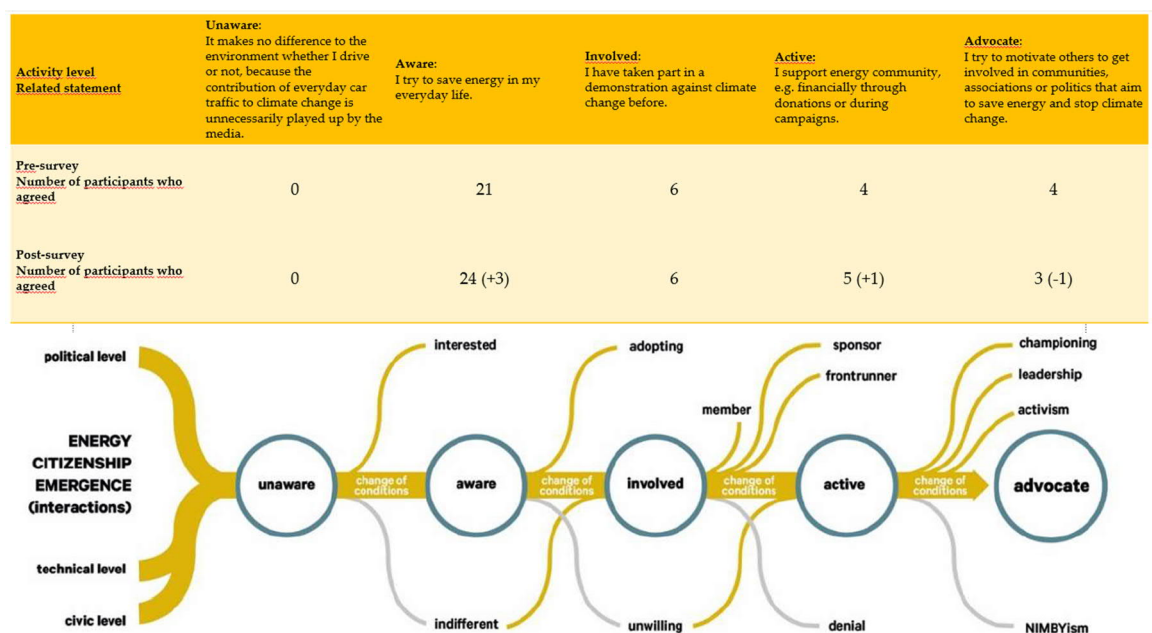 Activity level
Related statement
Unaware:
It makes no difference to the
environment whether I drive
or not, because the
contribution of everyday car
traffic to climate change is
unnecessarily played up by the
media.
Aware:
I try to save energy in my
everyday life.
Involved:
I have taken part in a
demonstration against climate
change before.
Active:
I support energy community,
e.g. financially through
donations or during
campaigns.
Advocate:
I try to motivate others to get
involved in communities,
associations or politics that aim
to save energy and stop climate
change.
Pre-survey
Number of participants who
agreed
0
21
6
4
4
Post-survey
Number of participants who
agreed
0
24 (+3)
6
5 (+1)
3 (-1)
political level
ENERGY
CITIZENSHIP
EMERGENCE
(interactions)
technical level
civic level
unaware
change of
conditions
interested
indifferent
aware
change of
conditions
adopting
unwilling
involved
change of
conditions
member
sponsor
frontrunner
denial
active
change of
conditions
championing
leadership
activism
NIMBYism
advocate